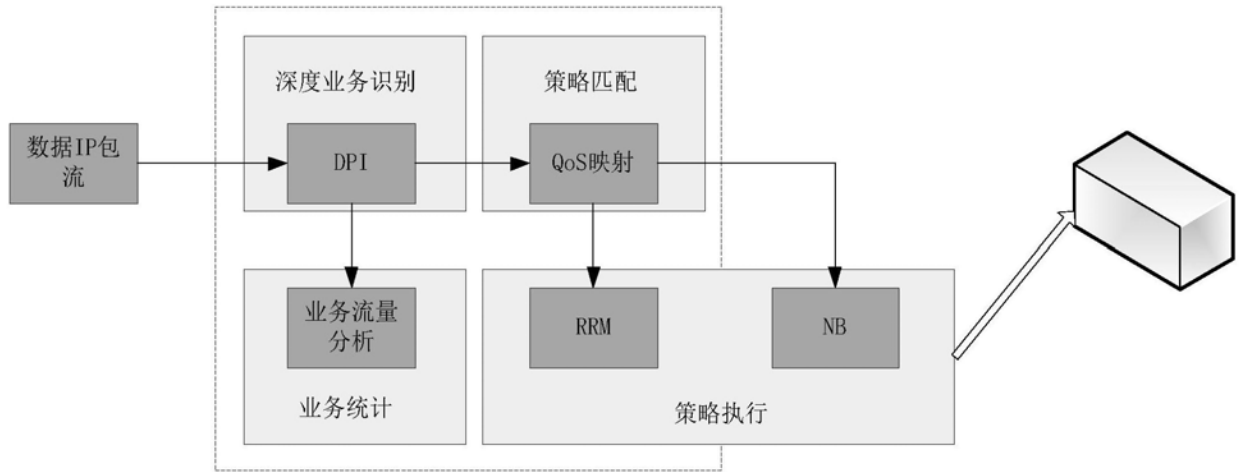 深度业务识别
策略匹配
数据IP包
流
DPI
QoS映射
业务流量
分析
RRM
NB
业务统计
策略执行